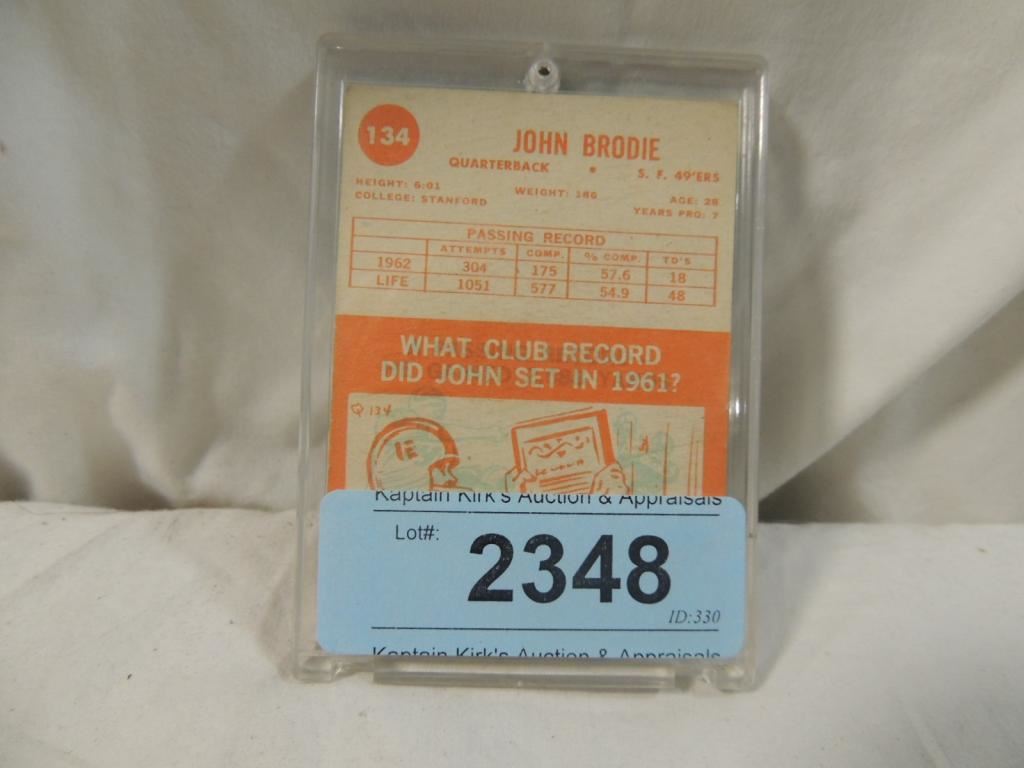 134
JOHN BRODIE
QUARTERBACK • S. F. 49'ERS
HEIGHT: 6:01 WEIGHT: 186 AGE: 28
COLLEGE: STANFORD YEARS PRO: 7
PASSING RECORD
ATTEMPTS COMP. % COMP. TD'S
1962 304 175 57.6 18
LIFE 1051 577 54.9 48
WHAT CLUB RECORD
DID JOHN SET IN 1961?
134
Kaptain Kirk's Auction & Appraisals
Lot#: 2348
ID:330
Kaptain Kirk's Auction & Appraisals